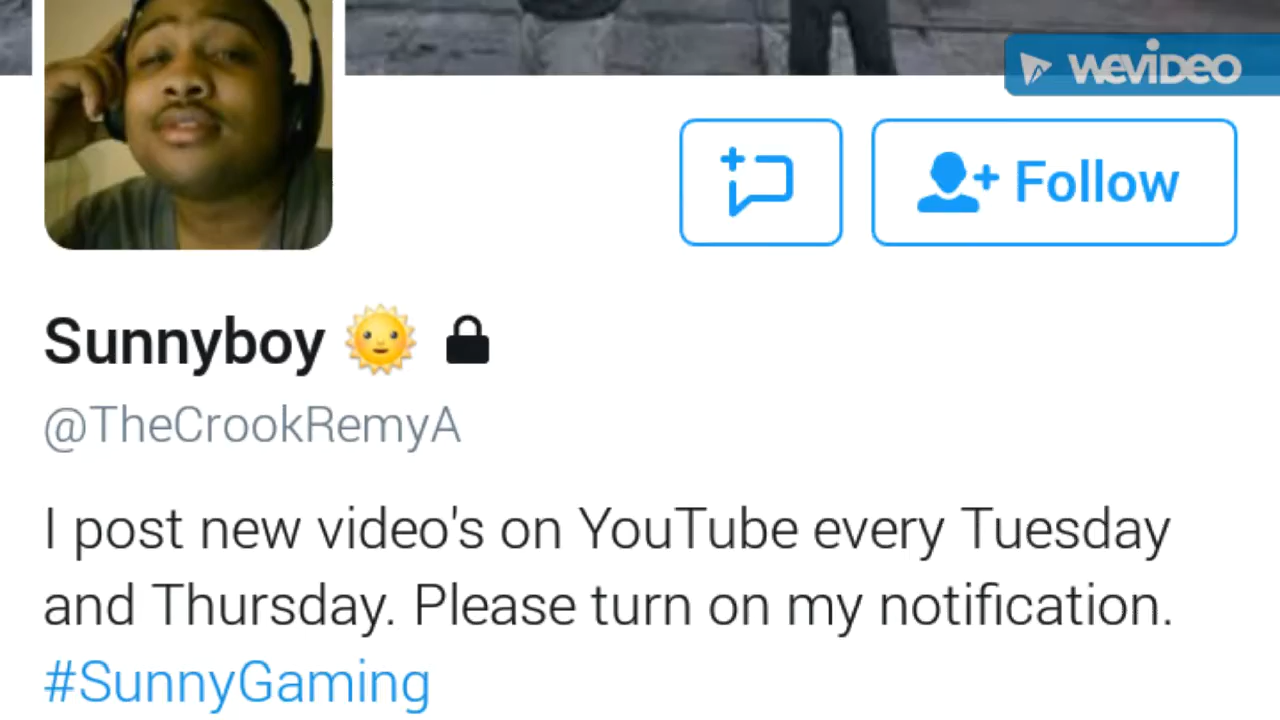 WeVideo
Follow
Sunnyboy 🌞 🔒
@TheCrookRemyA
I post new video's on YouTube every Tuesday
and Thursday. Please turn on my notification.
#SunnyGaming